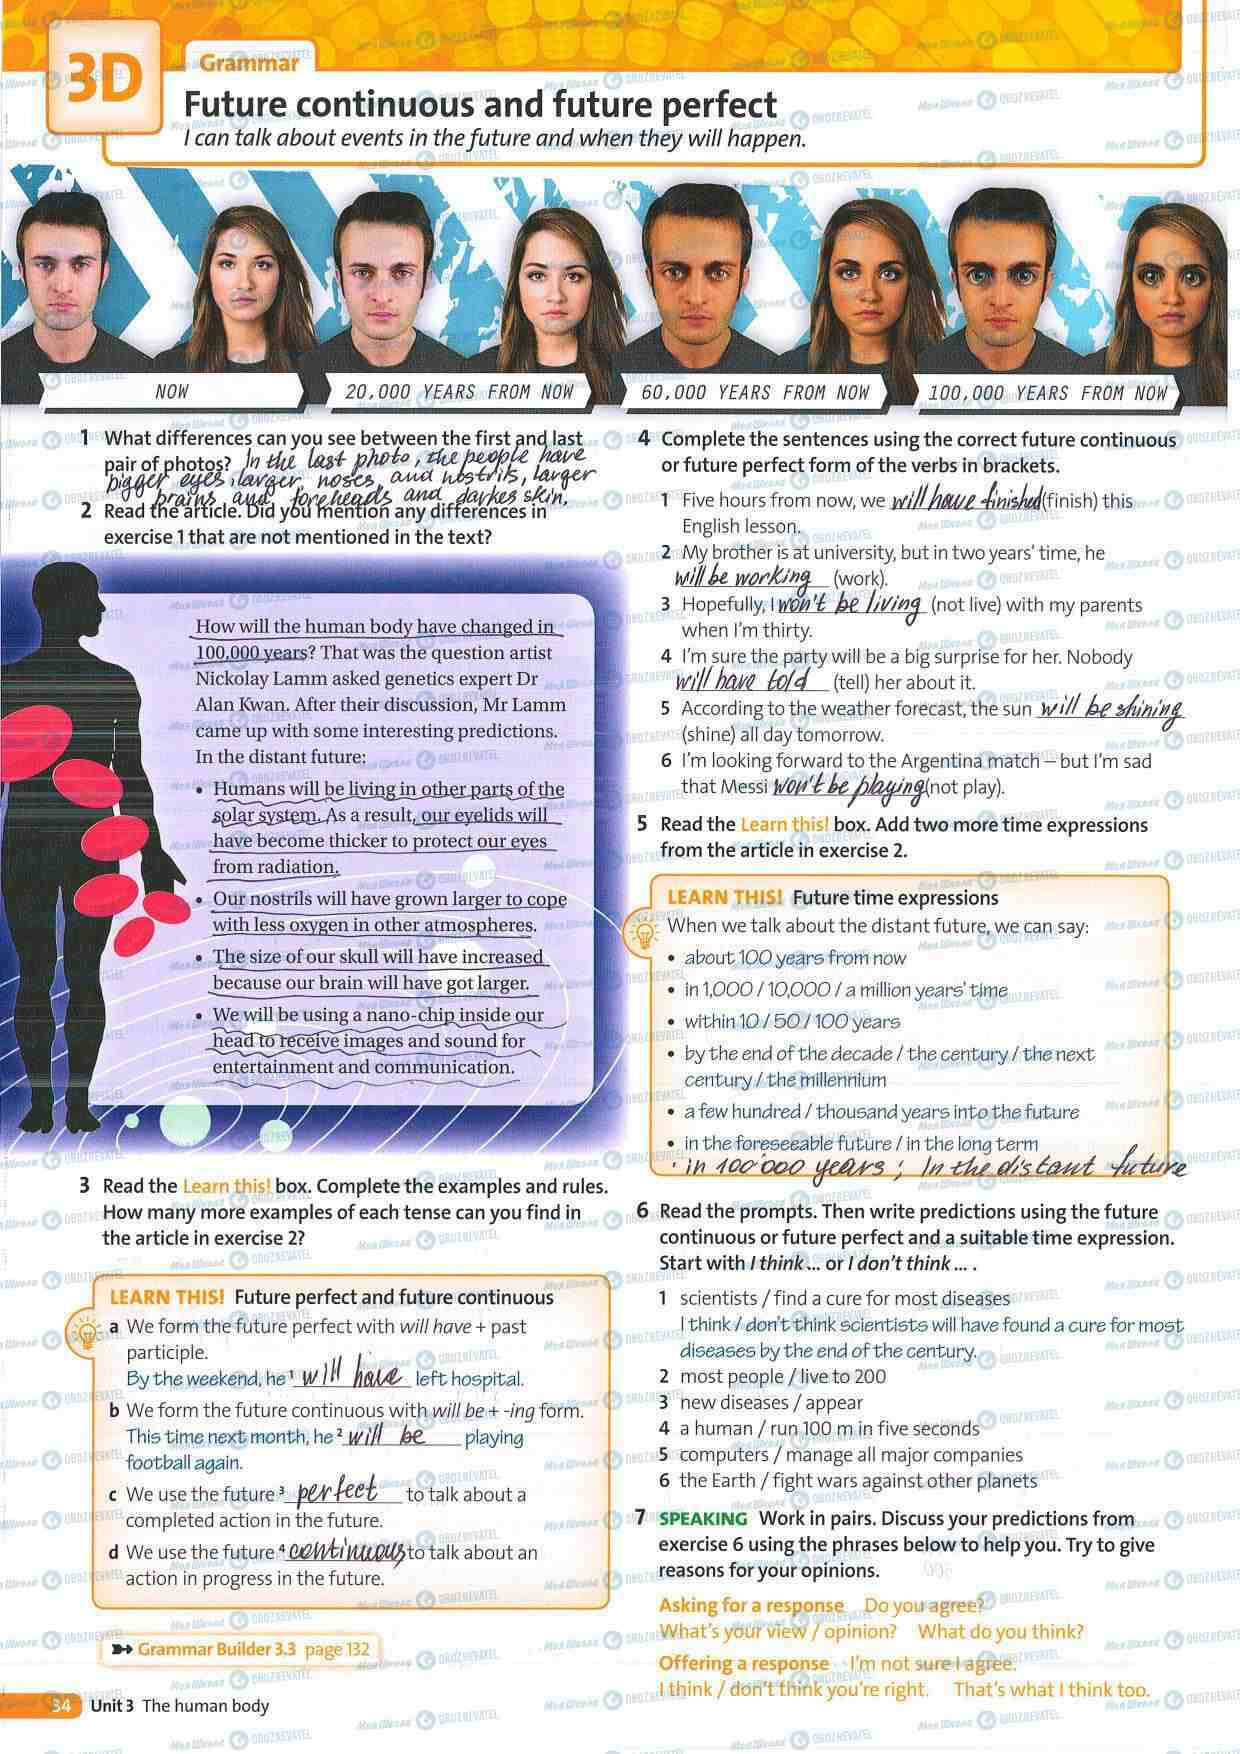 3D
Grammar
Future continuous and future perfect
I can talk about events in the future and when they will happen.
NOW
20,000 YEARS FROM NOW
60,000 YEARS FROM NOW
100,000 YEARS FROM NOW
1 What differences can you see between the first and last
pair of photos? In the last photo, the people have
bigger eyes, larger noses and nostrils, larger
brains and foreheads and darker skin.
2 Read the article. Did you mention any differences in
exercise 1 that are not mentioned in the text?
How will the human body have changed in
100,000 years? That was the question artist
Nickolay Lamm asked genetics expert Dr
Alan Kwan. After their discussion, Mr Lamm
came up with some interesting predictions.
In the distant future:
• Humans will be living in other parts of the
solar system. As a result, our eyelids will
have become thicker to protect our eyes
from radiation.
• Our nostrils will have grown larger to cope
with less oxygen in other atmospheres.
• The size of our skull will have increased
because our brain will have got larger.
• We will be using a nano-chip inside our
head to receive images and sound for
entertainment and communication.
3 Read the Learn this! box. Complete the examples and rules.
How many more examples of each tense can you find in
the article in exercise 2?
LEARN THIS! Future perfect and future continuous
a We form the future perfect with will have + past
participle.
By the weekend, he ¹ will have left hospital.
b We form the future continuous with will be + -ing form.
This time next month, he ² will be playing
football again.
c We use the future ³ perfect to talk about a
completed action in the future.
d We use the future ⁴ continuous to talk about an
action in progress in the future.
Grammar Builder 3.3 page 132
34 Unit 3 The human body
4 Complete the sentences using the correct future continuous
or future perfect form of the verbs in brackets.
1 Five hours from now, we will have finished (finish) this
English lesson.
2 My brother is at university, but in two years' time, he
will be working (work).
3 Hopefully, I won't be living (not live) with my parents
when I'm thirty.
4 I'm sure the party will be a big surprise for her. Nobody
will have told (tell) her about it.
5 According to the weather forecast, the sun will be shining
(shine) all day tomorrow.
6 I'm looking forward to the Argentina match – but I'm sad
that Messi won't be playing (not play).
5 Read the Learn this! box. Add two more time expressions
from the article in exercise 2.
LEARN THIS! Future time expressions
When we talk about the distant future, we can say:
• about 100 years from now
• in 1,000 / 10,000 / a million years' time
• within 10 / 50 / 100 years
• by the end of the decade / the century / the next
century / the millennium
• a few hundred / thousand years into the future
• in the foreseeable future / in the long term
• in 100'000 years; In the distant future
6 Read the prompts. Then write predictions using the future
continuous or future perfect and a suitable time expression.
Start with I think ... or I don't think ... .
1 scientists / find a cure for most diseases
I think / don't think scientists will have found a cure for most
diseases by the end of the century.
2 most people / live to 200
3 new diseases / appear
4 a human / run 100 m in five seconds
5 computers / manage all major companies
6 the Earth / fight wars against other planets
7 SPEAKING Work in pairs. Discuss your predictions from
exercise 6 using the phrases below to help you. Try to give
reasons for your opinions.
Asking for a response Do you agree?
What's your view / opinion? What do you think?
Offering a response I'm not sure I agree.
I think / don't think you're right. That's what I think too.